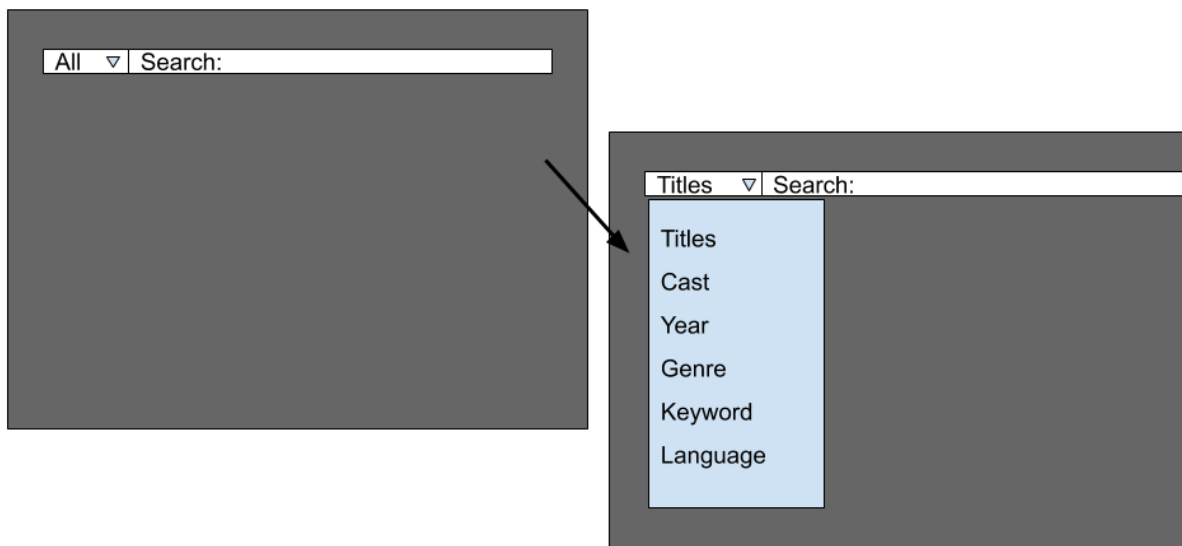 All Search:
Titles Search:
Titles
Cast
Year
Genre
Keyword
Language